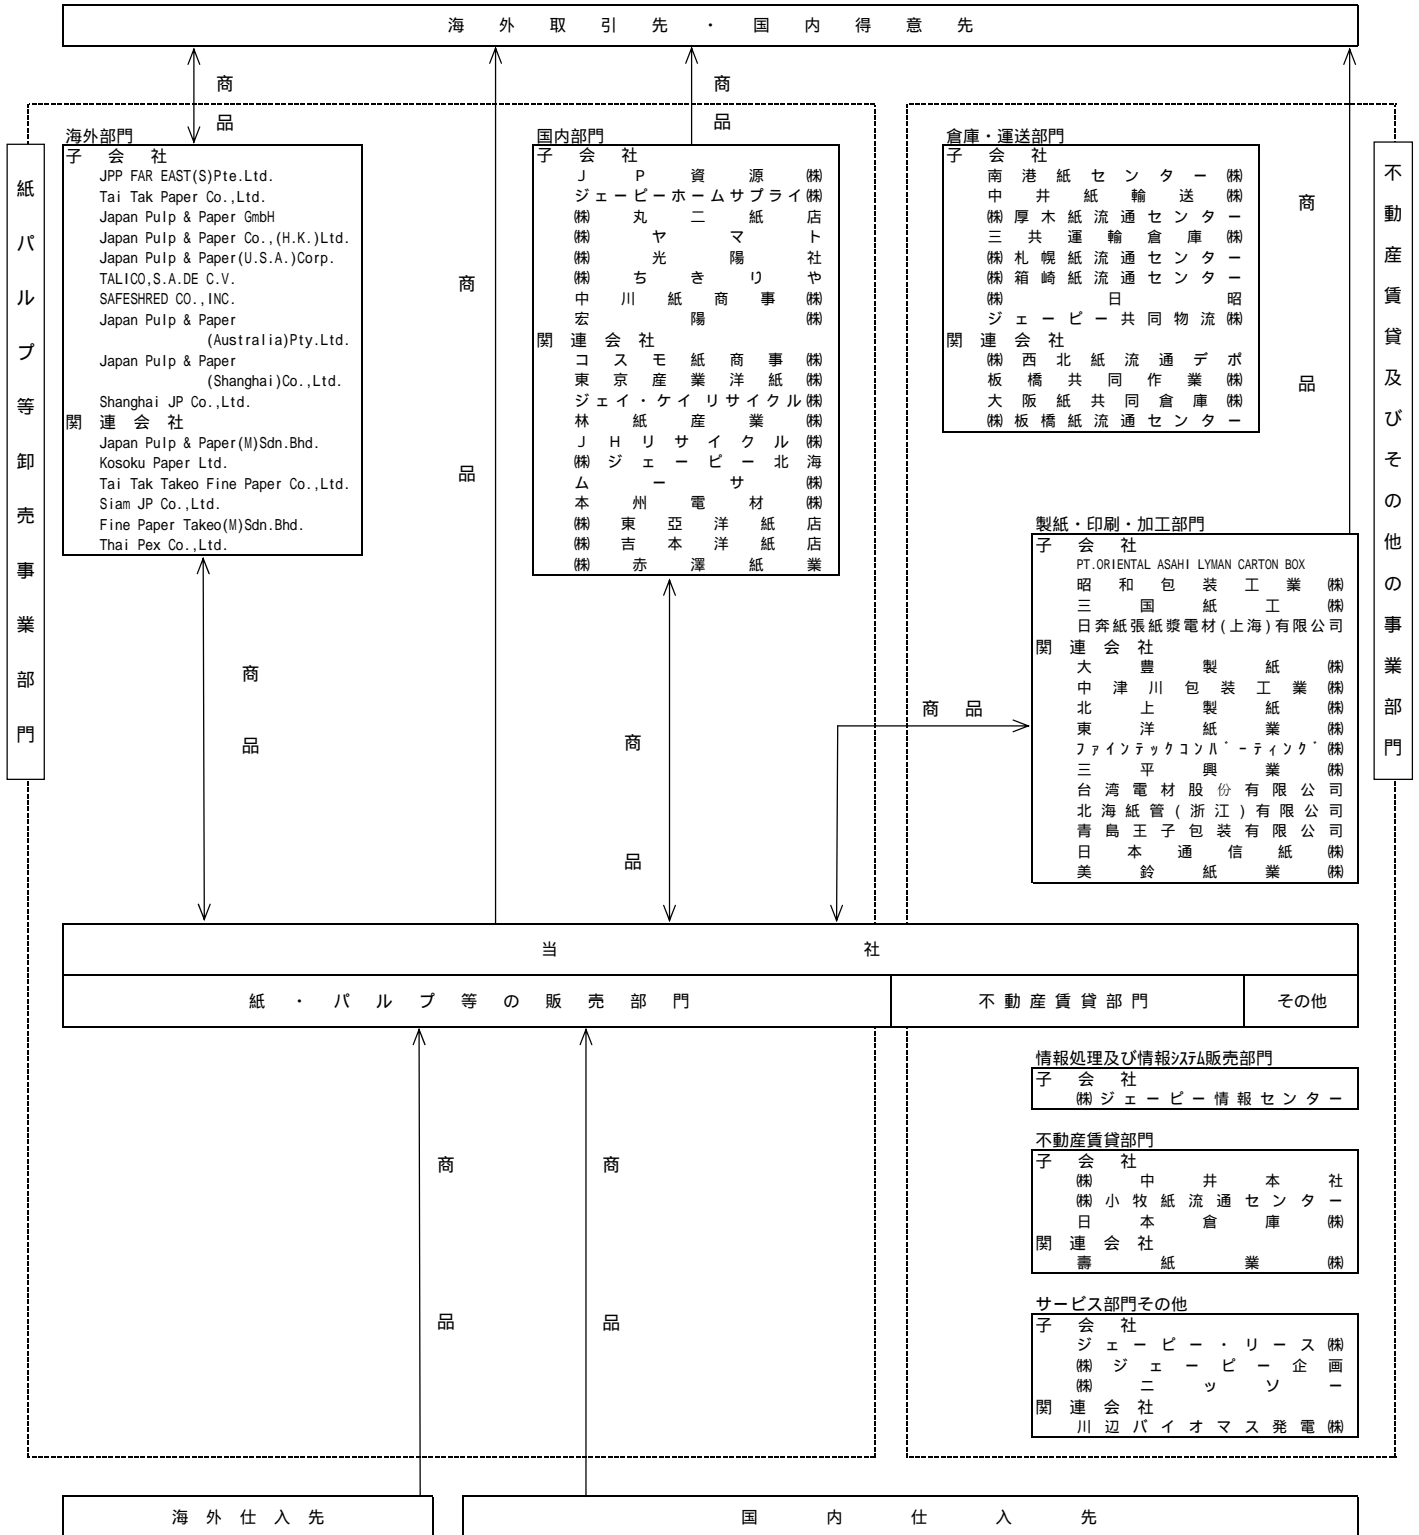 海外取引先・国内得意先
商品
商品
商品
商品
紙パルプ等卸売事業部門
海外部門
子会社
JPP FAR EAST(S)Pte.Ltd.
Tai Tak Paper Co.,Ltd.
Japan Pulp & Paper GmbH
Japan Pulp & Paper Co.,(H.K.)Ltd.
Japan Pulp & Paper(U.S.A.)Corp.
TALICO,S.A.DE C.V.
SAFESHRED CO.,INC.
Japan Pulp & Paper
(Australia)Pty.Ltd.
Japan Pulp & Paper
(Shanghai)Co.,Ltd.
Shanghai JP Co.,Ltd.
関連会社
Japan Pulp & Paper(M)Sdn.Bhd.
Kosoku Paper Ltd.
Tai Tak Takeo Fine Paper Co.,Ltd.
Siam JP Co.,Ltd.
Fine Paper Takeo(M)Sdn.Bhd.
Thai Pex Co.,Ltd.
国内部門
子会社
JP資源㈱
ジェーピーホームサプライ㈱
㈱丸二紙店
㈱ヤマト
㈱光陽社
㈱ちきりや
中川紙商事㈱
宏陽㈱
関連会社
コスモ紙商事㈱
東京産業洋紙㈱
ジェイ・ケイリサイクル㈱
林紙産業㈱
JHリサイクル㈱
㈱ジェーピー北海
ムーサ㈱
本州電材㈱
㈱東亞洋紙店
㈱吉本洋紙店
㈱赤澤紙業
倉庫・運送部門
子会社
南港紙センター㈱
中井紙輸送㈱
㈱厚木紙流通センター
三共運輸倉庫㈱
㈱札幌紙流通センター
㈱箱崎紙流通センター
㈱日昭
ジェーピー共同物流㈱
関連会社
㈱西北紙流通デポ
板橋共同作業㈱
大阪紙共同倉庫㈱
㈱板橋紙流通センター
不動産賃貸及びその他の事業部門
製紙・印刷・加工部門
子会社
PT.ORIENTAL ASAHI LYMAN CARTON BOX
昭和包装工業㈱
三国紙工㈱
日奔紙張紙漿電材(上海)有限公司
関連会社
大豊製紙㈱
中津川包装工業㈱
北上製紙㈱
東洋紙業㈱
ファインテックコンバーティング㈱
三平興業㈱
台湾電材股份有限公司
北海紙管(浙江)有限公司
青島王子包装有限公司
日本通信紙㈱
美鈴紙業㈱
商品
商品
商品
当社
紙・パルプ等の販売部門
不動産賃貸部門
その他
情報処理及び情報ｼｽﾃﾑ販売部門
子会社
㈱ジェーピー情報センター
不動産賃貸部門
子会社
㈱中井本社
㈱小牧紙流通センター
日本倉庫㈱
関連会社
壽紙業㈱
サービス部門その他
子会社
ジェーピー・リース㈱
㈱ジェーピー企画
㈱ニッソー
関連会社
川辺バイオマス発電㈱
商品
商品
海外仕入先
国内仕入先